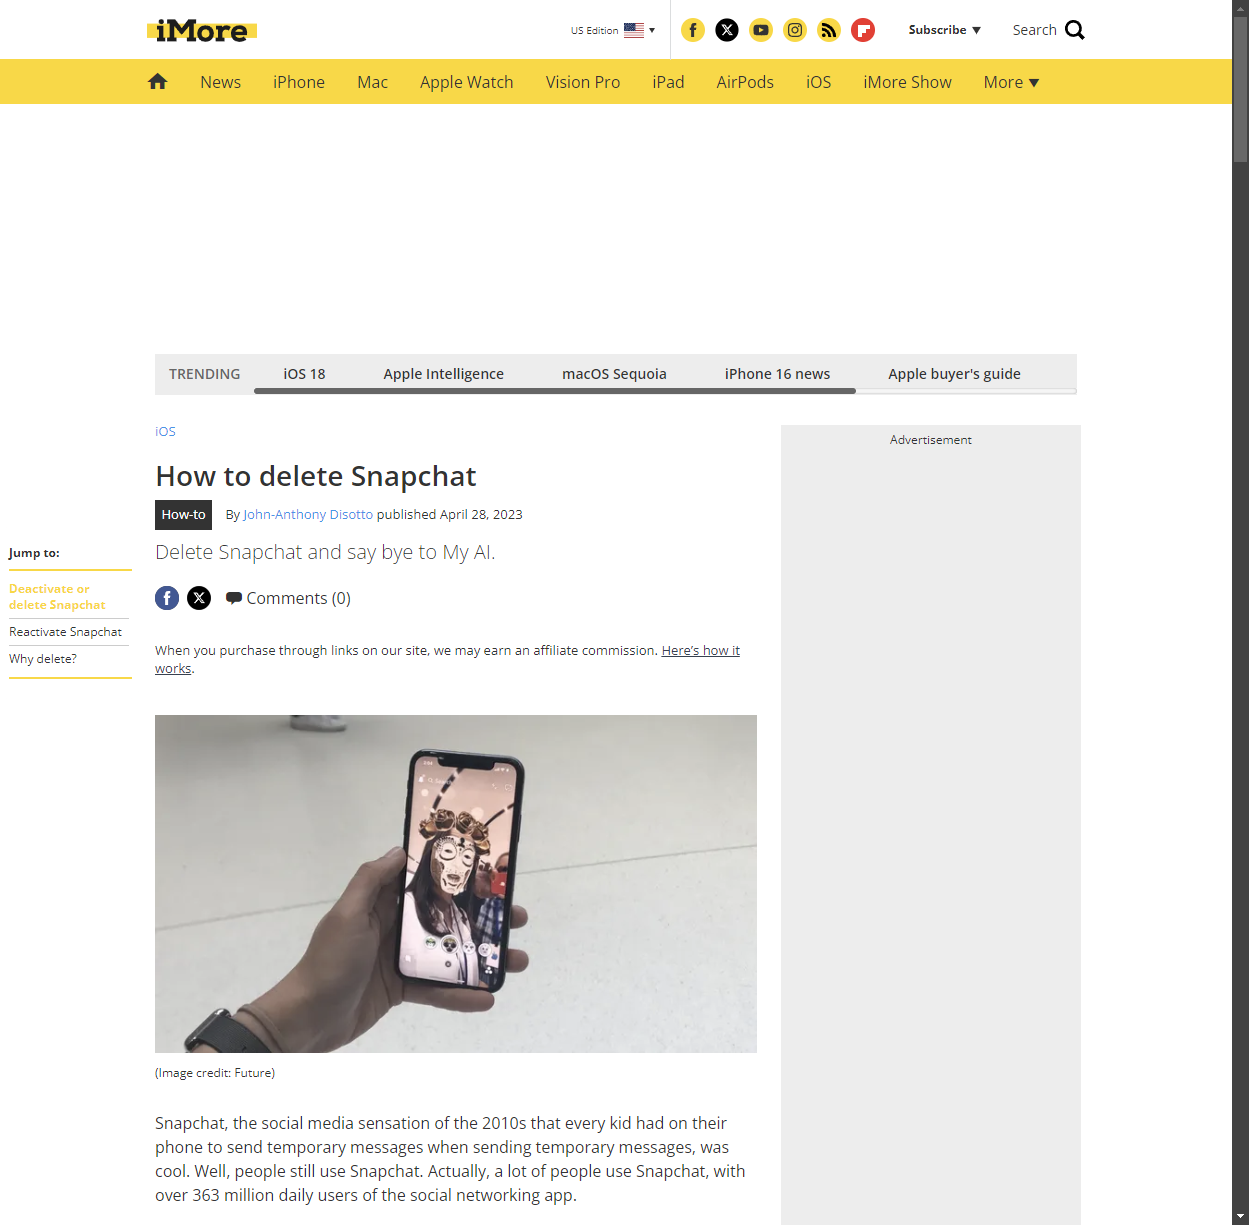 iMore
US Edition
Subscribe
Search
News
iPhone
Mac
Apple Watch
Vision Pro
iPad
AirPods
iOS
iMore Show
More
TRENDING
iOS 18
Apple Intelligence
macOS Sequoia
iPhone 16 news
Apple buyer's guide
iOS
Advertisement
How to delete Snapchat
How-to
By John-Anthony Disotto published April 28, 2023
Delete Snapchat and say bye to My AI.
Jump to:
Deactivate or
delete Snapchat
Reactivate Snapchat
Why delete?
Comments (0)
When you purchase through links on our site, we may earn an affiliate commission. Here’s how it
works.
(Image credit: Future)
Snapchat, the social media sensation of the 2010s that every kid had on their
phone to send temporary messages when sending temporary messages, was
cool. Well, people still use Snapchat. Actually, a lot of people use Snapchat, with
over 363 million daily users of the social networking app.